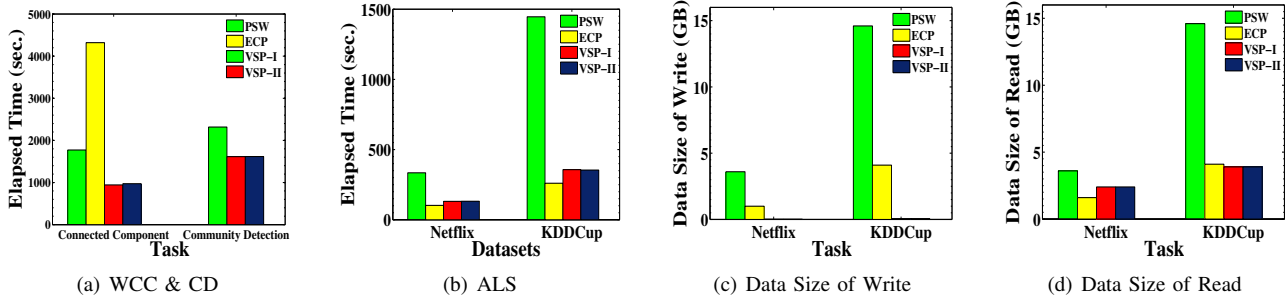 Elapsed Time (sec.)
5000
4000
3000
2000
1000
0
PSW
ECP
VSP-I
VSP-II
Connected Component
Community Detection
Task
(a) WCC & CD
Elapsed Time (sec.)
1500
1000
500
0
PSW
ECP
VSP-I
VSP-II
Netflix
KDDCup
Datasets
(b) ALS
Data Size of Write (GB)
15
10
5
0
PSW
ECP
VSP-I
VSP-II
Netflix
KDDCup
Task
(c) Data Size of Write
Data Size of Read (GB)
15
10
5
0
PSW
ECP
VSP-I
VSP-II
Netflix
KDDCup
Task
(d) Data Size of Read